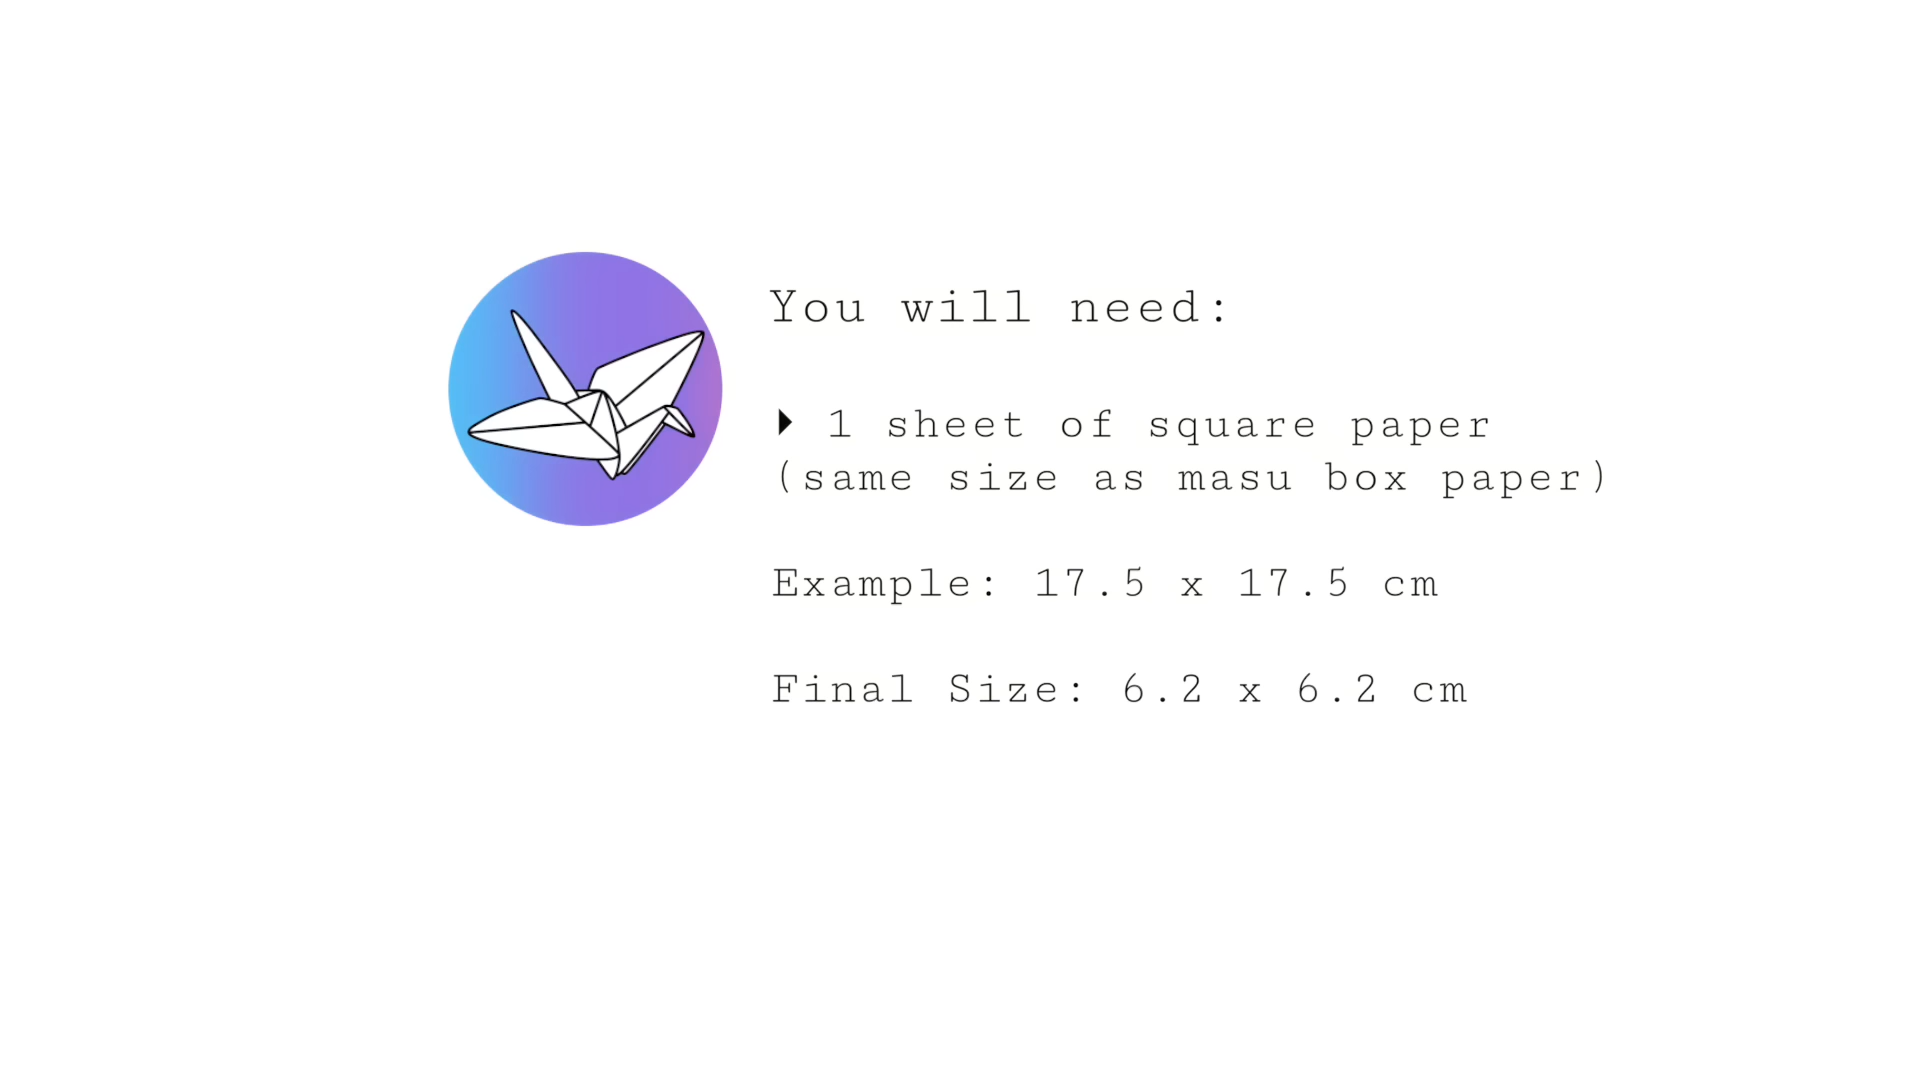 You will need:
▶ 1 sheet of square paper
(same size as masu box paper)
Example: 17.5 x 17.5 cm
Final Size: 6.2 x 6.2 cm